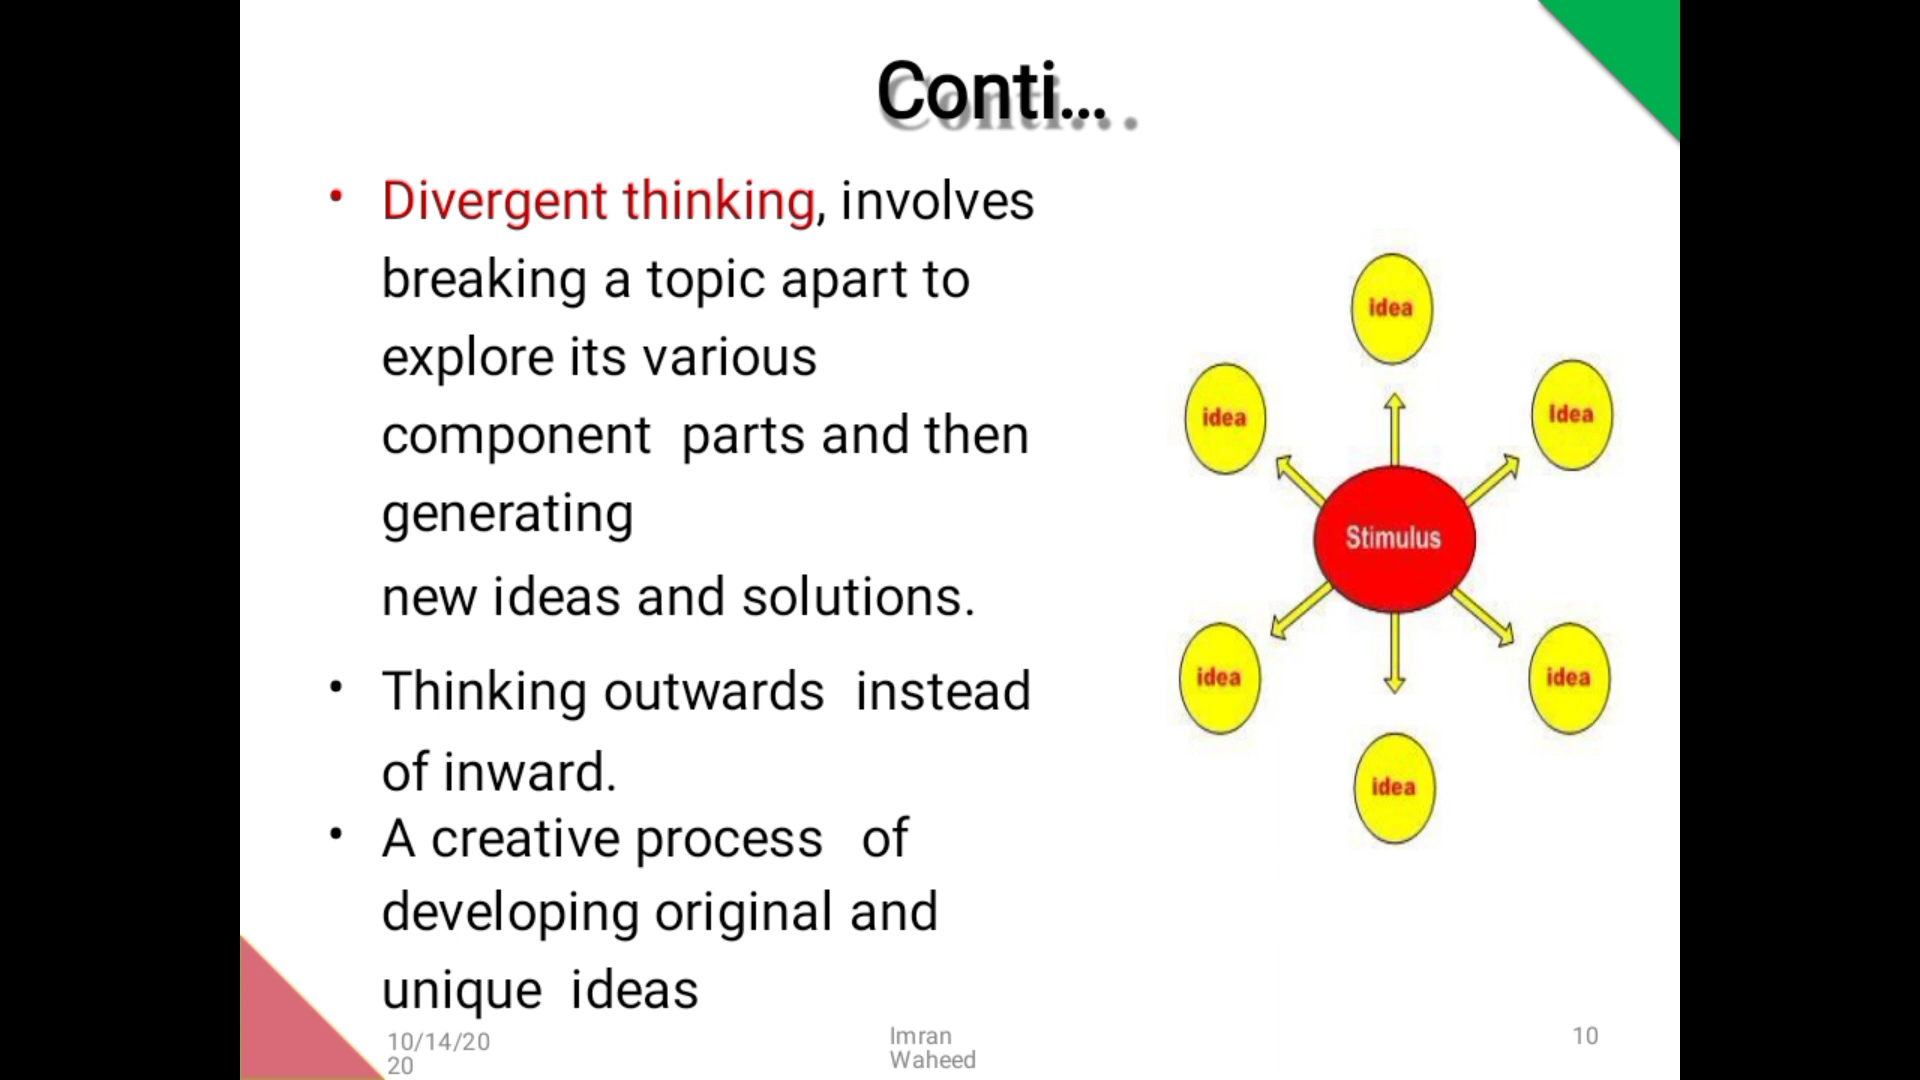 Conti...
• Divergent thinking, involves
breaking a topic apart to
explore its various
component parts and then
generating
new ideas and solutions.
• Thinking outwards instead
of inward.
• A creative process of
developing original and
unique ideas
idea
idea
Idea
Stimulus
idea
idea
idea
10/14/20
20
Imran
Waheed
10